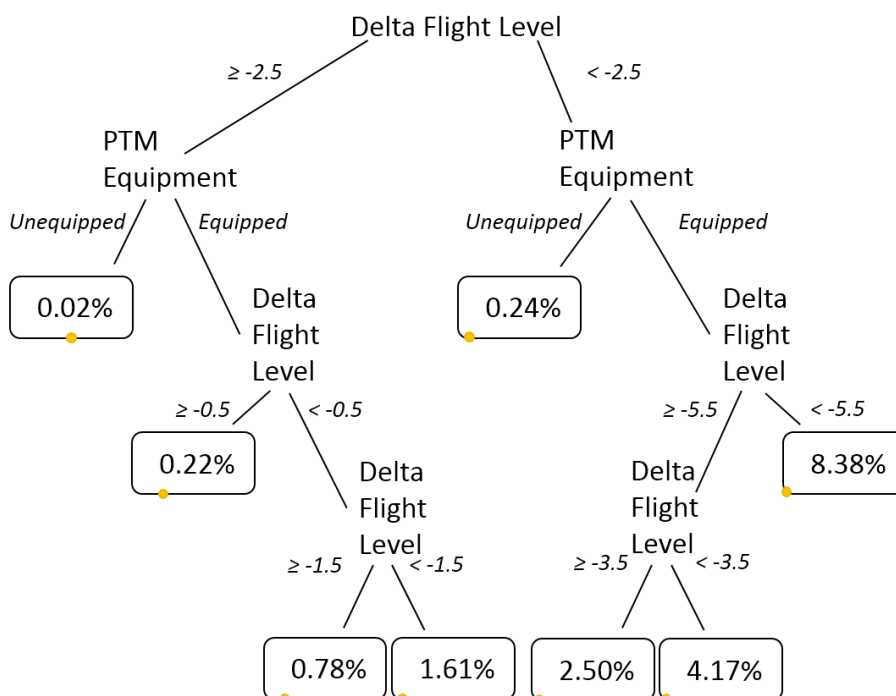 Delta Flight Level
≥ -2.5
< -2.5
PTM
Equipment
PTM
Equipment
Unequipped
Equipped
Unequipped
Equipped
0.02%
Delta
Flight
Level
0.24%
Delta
Flight
Level
≥ -0.5
< -0.5
≥ -5.5
< -5.5
0.22%
Delta
Flight
Level
Delta
Flight
Level
8.38%
≥ -1.5
< -1.5
≥ -3.5
< -3.5
0.78%
1.61%
2.50%
4.17%